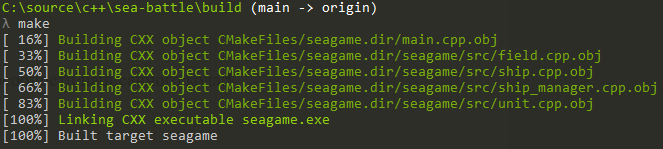 C:\source\c++\sea-battle\build (main -> origin)
λ make
[ 16%] Building CXX object CMakeFiles/seagame.dir/main.cpp.obj
[ 33%] Building CXX object CMakeFiles/seagame.dir/seagame/src/field.cpp.obj
[ 50%] Building CXX object CMakeFiles/seagame.dir/seagame/src/ship.cpp.obj
[ 66%] Building CXX object CMakeFiles/seagame.dir/seagame/src/ship_manager.cpp.obj
[ 83%] Building CXX object CMakeFiles/seagame.dir/seagame/src/unit.cpp.obj
[100%] Linking CXX executable seagame.exe
[100%] Built target seagame